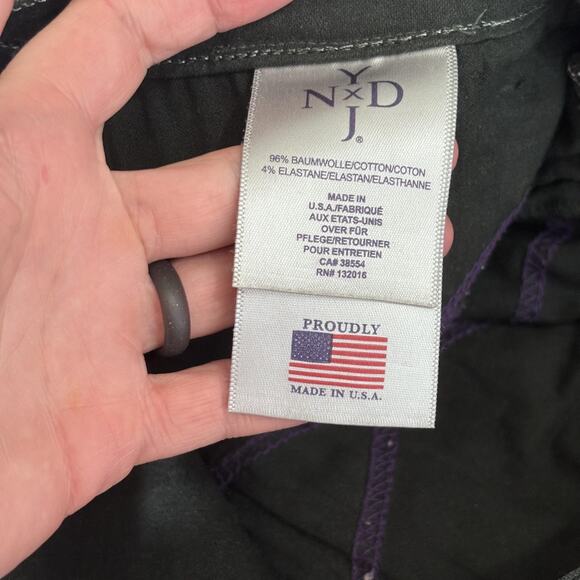 Y
N x D
J ®
96% BAUMWOLLE/COTTON/COTON
4% ELASTANE/ELASTAN/ELASTHANNE
MADE IN
U.S.A./FABRIQUÉ
AUX ETATS-UNIS
OVER FÜR
PFLEGE/RETOURNER
POUR ENTRETIEN
CA# 38554
RN# 132016
PROUDLY
MADE IN U.S.A.